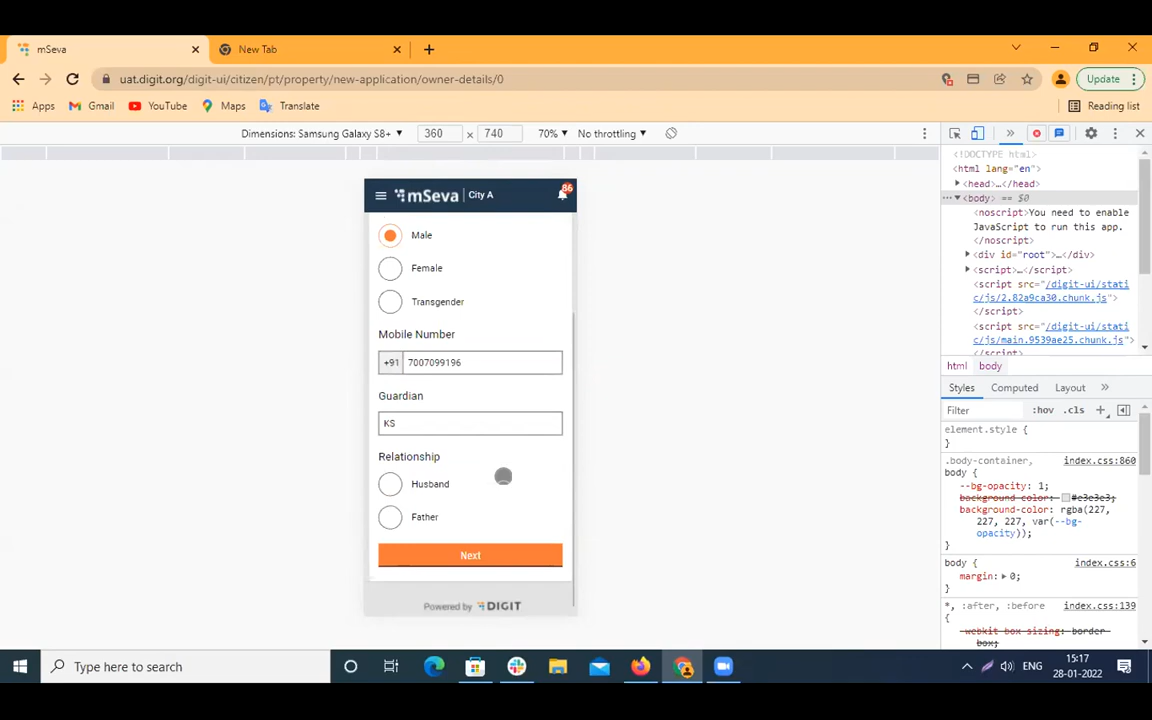 mSeva
New Tab
uat.digit.org/digit-ui/citizen/pt/property/new-application/owner-details/0
Update
Apps
Gmail
YouTube
Maps
Translate
Reading list
Dimensions: Samsung Galaxy S8+ 360 x 740 70% No throttling
<!DOCTYPE html>
<html lang="en">
<head>…</head>
<body> == $0
<noscript>You need to enable
JavaScript to run this app.
</noscript>
<div id="root">…</div>
<script>…</script>
<script src="/digit-ui/stati
c/js/2.82a9ca30.chunk.js">
</script>
<script src="/digit-ui/stati
c/js/main.9539ae25.chunk.js">
</script>
html body
Styles Computed Layout
Filter :hov .cls
element.style {
}
.body-container, index.css:860
body {
--bg-opacity: 1;
background-color: #e3e3e3;
background-color: rgba(227,
227, 227, var(--bg-
opacity));
}
body { index.css:6
margin: 0;
}
*, :after, :before index.css:139
{
-webkit-box-sizing: border-
box;
mSeva City A
86
Male
Female
Transgender
Mobile Number
+91 7007099196
Guardian
KS
Relationship
Husband
Father
Next
Powered by DIGIT
Type here to search
ENG
15:17
28-01-2022